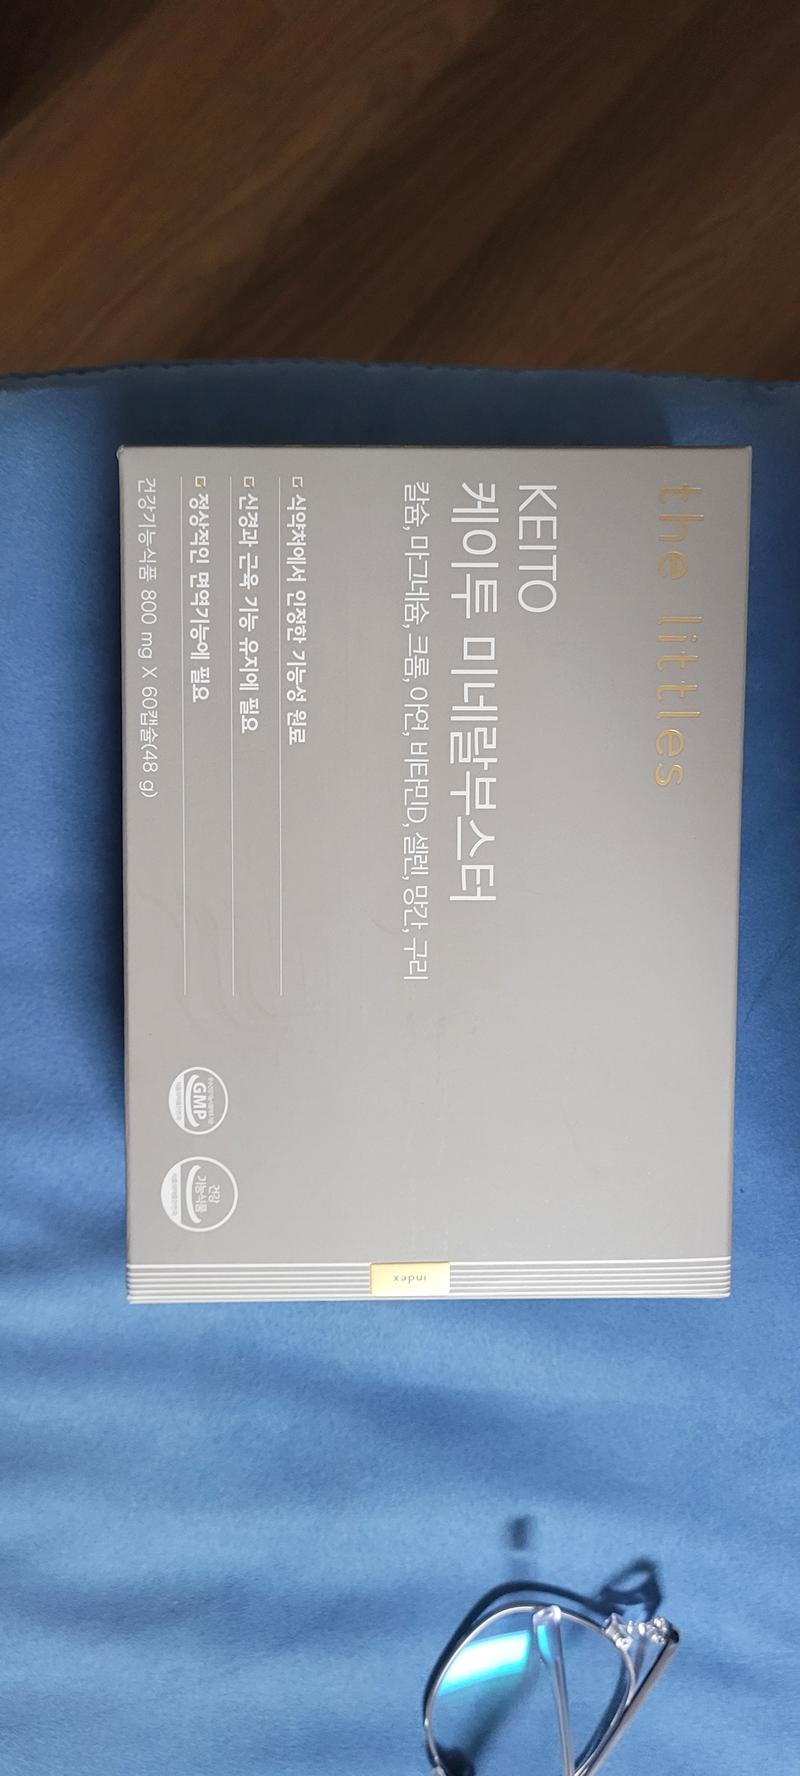 the littles
KEITO
케이투 미네랄부스터
칼슘, 마그네슘, 크롬, 아연, 비타민D, 셀렌, 망간, 구리
식약처에서 인정한 기능성 원료
신경과 근육 기능 유지에 필요
정상적인 면역기능에 필요
건강기능식품 800 mg X 60캡슐(48 g)
GMP
건강
기능식품
index